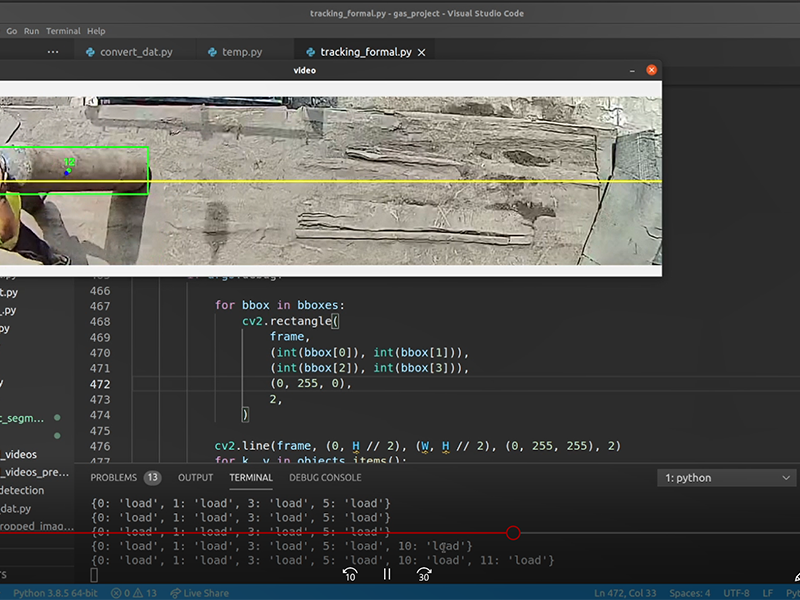 tracking_formal.py - gas_project - Visual Studio Code
Go Run Terminal Help
... convert_dat.py temp.py tracking_formal.py ×
video
12
466
467 for bbox in bboxes:
468 cv2.rectangle(
469 frame,
470 (int(bbox[0]), int(bbox[1])),
471 (int(bbox[2]), int(bbox[3])),
472 (0, 255, 0),
473 2,
474 )
475
476 cv2.line(frame, (0, H // 2), (W, H // 2), (0, 255, 255), 2)
477 for k, v in objects.items():
t.py
.py
py
c_segm...
_videos
_videos_pre...
detection
dat.py
ropped_imag...
PROBLEMS 13 OUTPUT TERMINAL DEBUG CONSOLE 1: python
{0: 'load', 1: 'load', 3: 'load', 5: 'load'}
{0: 'load', 1: 'load', 3: 'load', 5: 'load'}
{0: 'load', 1: 'load', 3: 'load', 5: 'load'}
{0: 'load', 1: 'load', 3: 'load', 5: 'load', 10: 'load'}
{0: 'load', 1: 'load', 3: 'load', 5: 'load', 10: 'load', 11: 'load'}
10 30
Python 3.8.5 64-bit 0 13 Live Share Ln 472, Col 33 Spaces: 4 UTF-8 LF